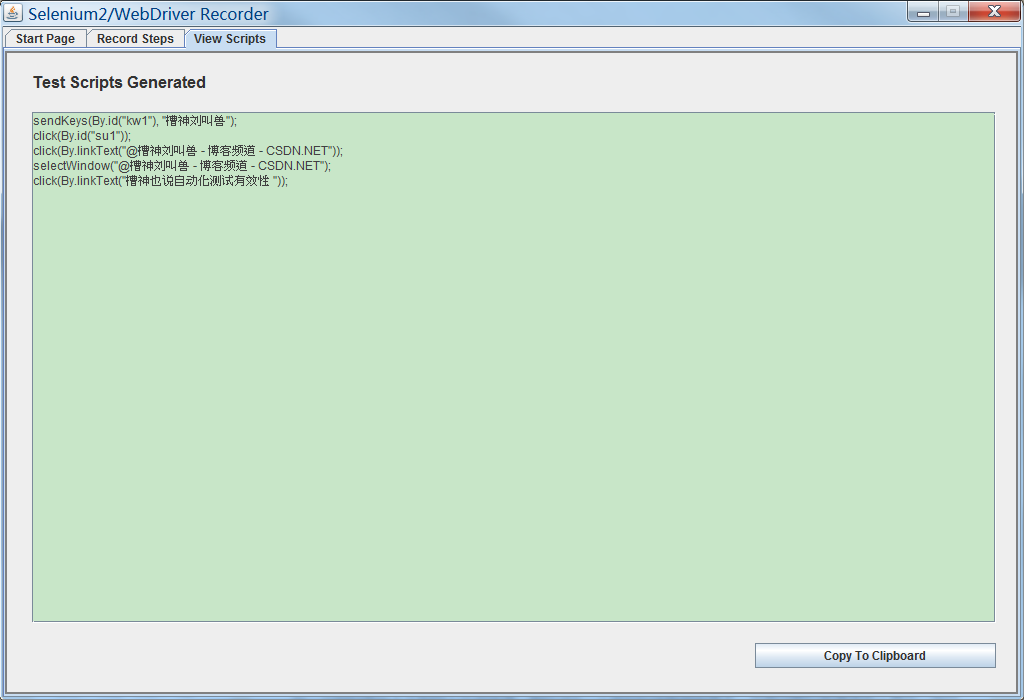 Selenium2/WebDriver Recorder
Start Page Record Steps View Scripts
Test Scripts Generated
sendKeys(By.id("kw1"), "槽神刘叫兽");
click(By.id("su1"));
click(By.linkText("@槽神刘叫兽 - 博客频道 - CSDN.NET"));
selectWindow("@槽神刘叫兽 - 博客频道 - CSDN.NET");
click(By.linkText("槽神也说自动化测试有效性 "));
Copy To Clipboard